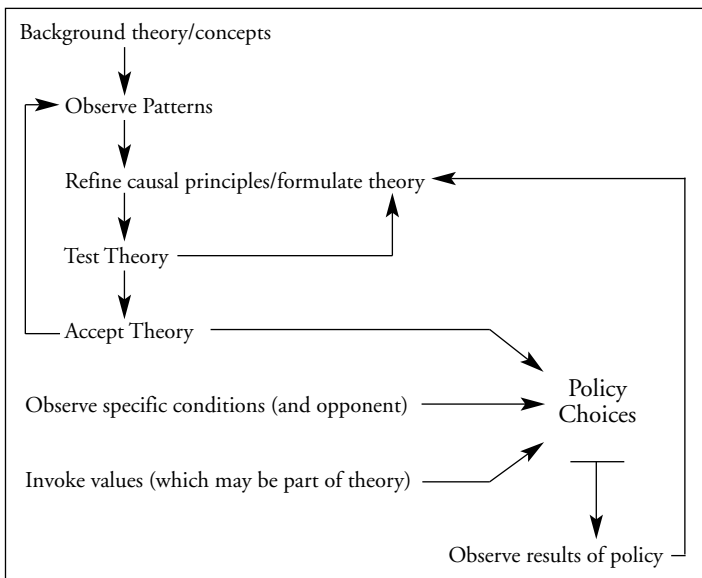 Background theory/concepts
Observe Patterns
Refine causal principles/formulate theory
Test Theory
Accept Theory
Policy
Choices
Observe specific conditions (and opponent)
Invoke values (which may be part of theory)
Observe results of policy